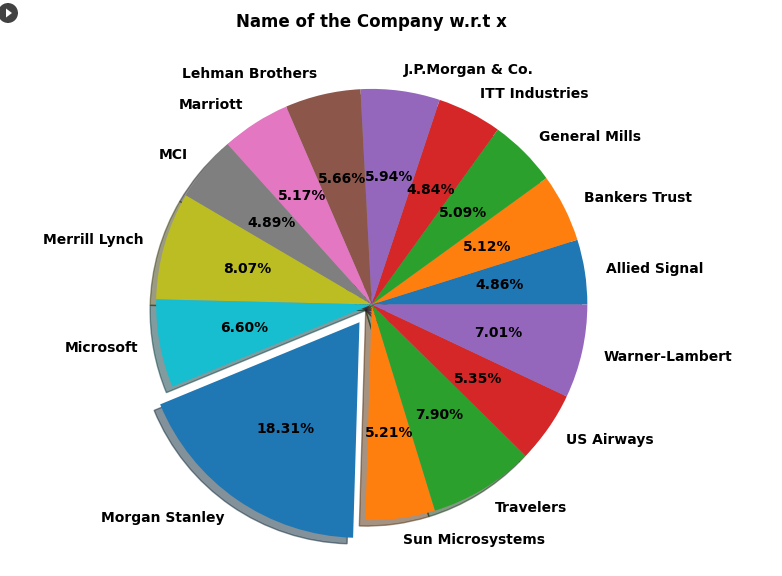 Name of the Company w.r.t x
Lehman Brothers
J.P.Morgan & Co.
Marriott
ITT Industries
General Mills
MCI
Bankers Trust
Merrill Lynch
Allied Signal
Microsoft
Warner-Lambert
US Airways
Morgan Stanley
Travelers
Sun Microsystems
5.66%
5.94%
4.84%
5.17%
5.09%
4.89%
5.12%
8.07%
4.86%
6.60%
7.01%
5.35%
18.31%
7.90%
5.21%